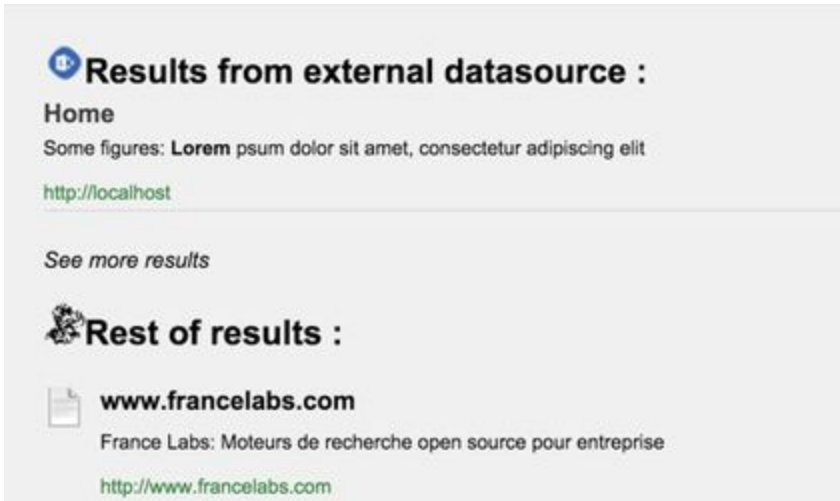 Results from external datasource :
Home
Some figures: Lorem psum dolor sit amet, consectetur adipiscing elit
http://localhost
See more results
Rest of results :
www.francelabs.com
France Labs: Moteurs de recherche open source pour entreprise
http://www.francelabs.com